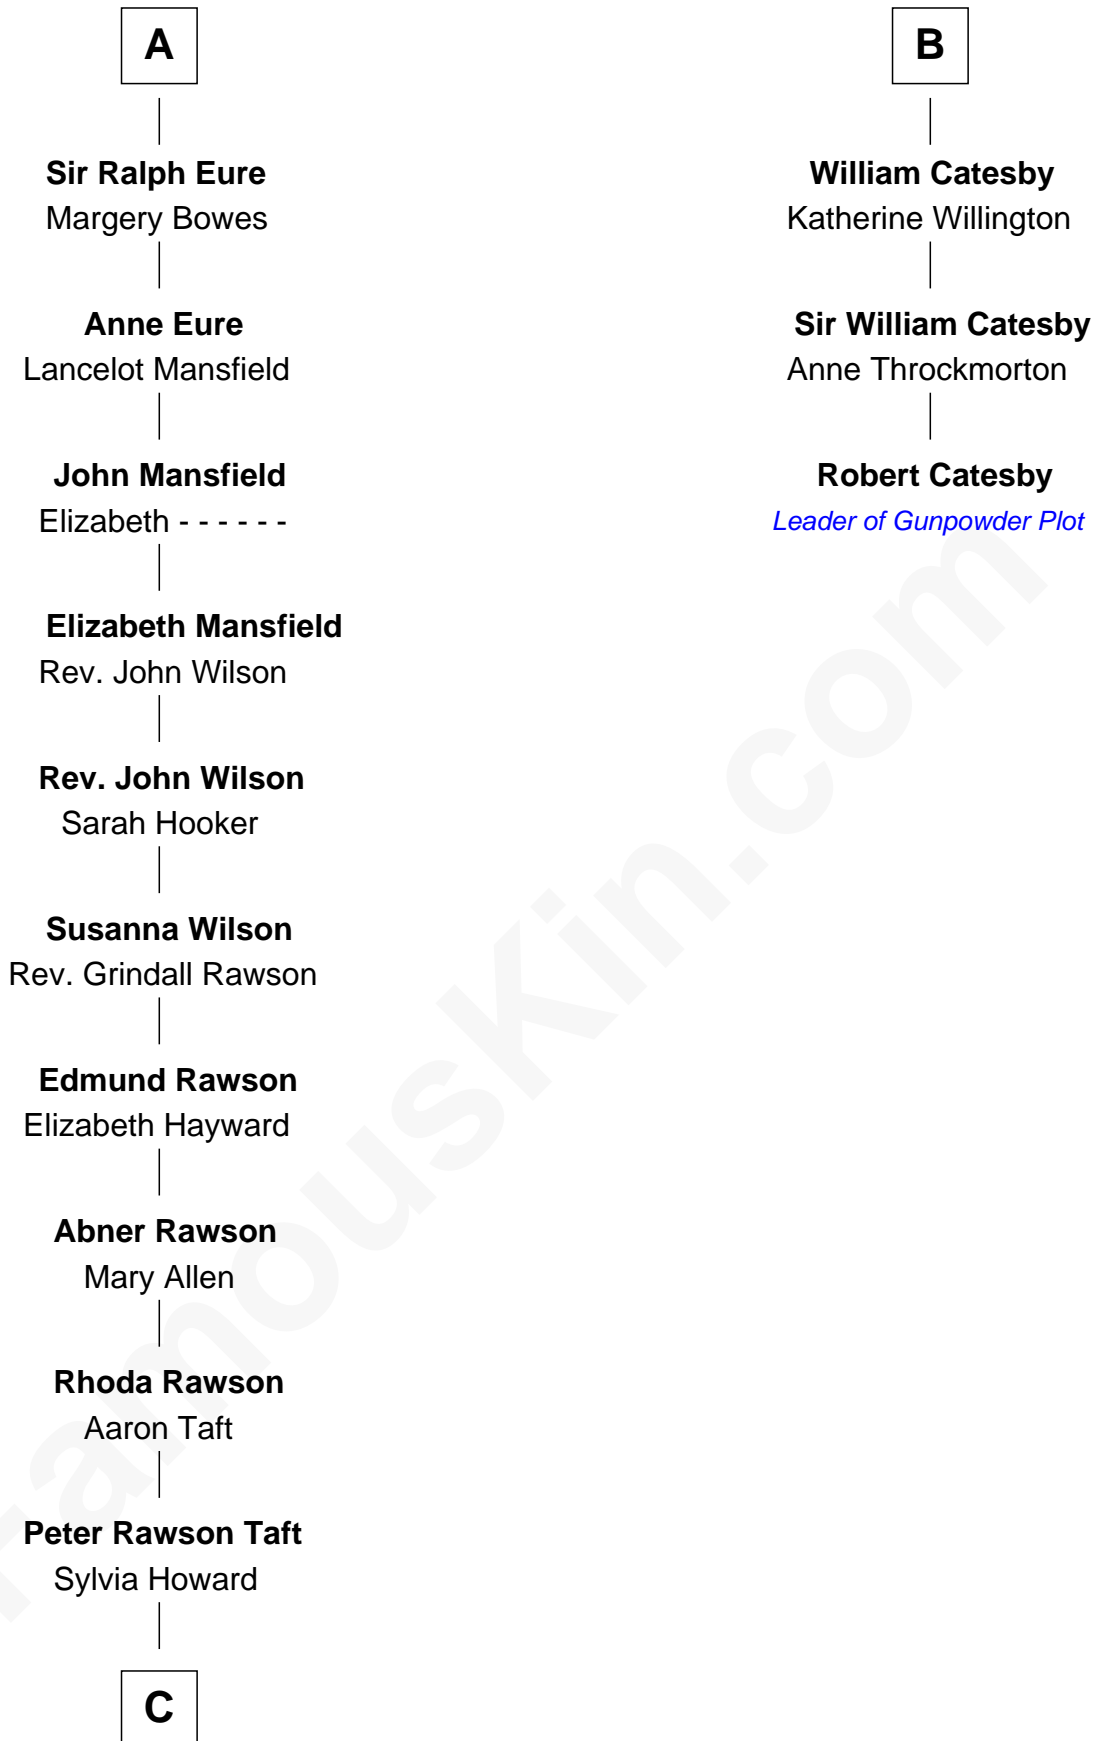 A
Sir Ralph Eure
Margery Bowes
Anne Eure
Lancelot Mansfield
John Mansfield
Elizabeth - - - - - -
Elizabeth Mansfield
Rev. John Wilson
Rev. John Wilson
Sarah Hooker
Susanna Wilson
Rev. Grindall Rawson
Edmund Rawson
Elizabeth Hayward
Abner Rawson
Mary Allen
Rhoda Rawson
Aaron Taft
Peter Rawson Taft
Sylvia Howard
C
B
William Catesby
Katherine Willington
Sir William Catesby
Anne Throckmorton
Robert Catesby
Leader of Gunpowder Plot
FamousKin.com